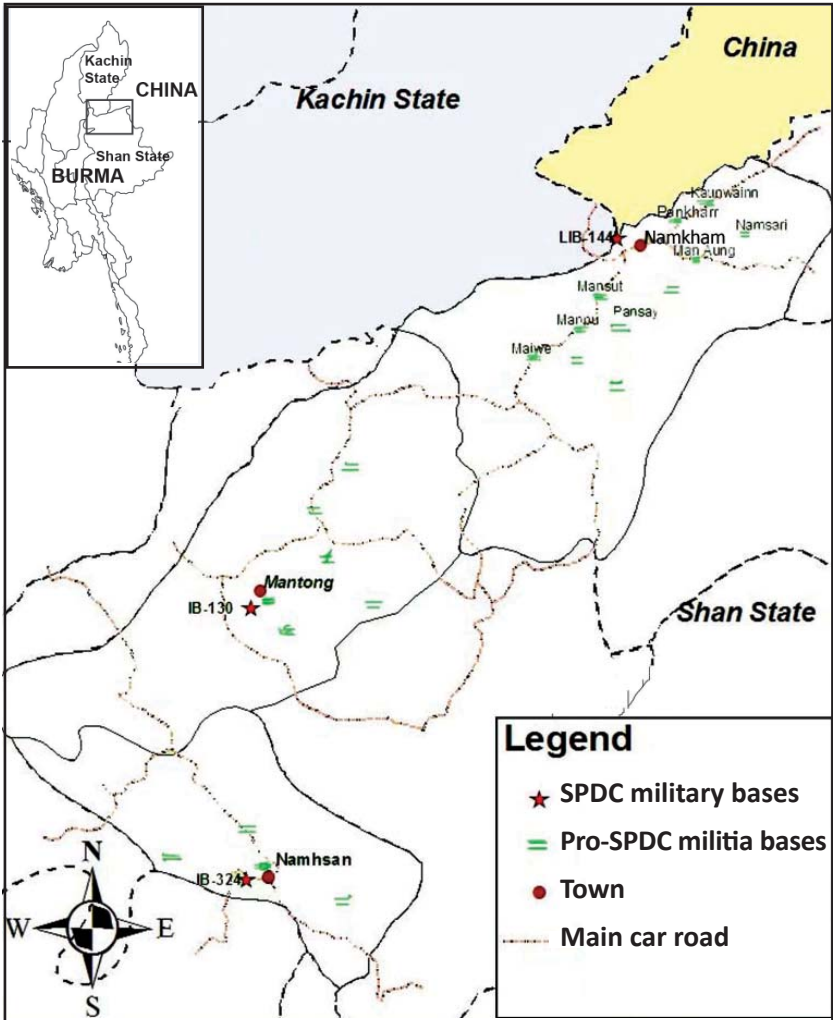 Kachin
State
CHINA
Shan State
BURMA
China
Kachin State
Kaunwainn
Pankharr
Namsari
LIB-144
Namkham
Man Aung
Mansut
Pansay
Mannu
Maiwe
Mantong
IB-130
Shan State
Namhsan
IB-324
N
W
E
S
Legend
SPDC military bases
Pro-SPDC militia bases
Town
Main car road